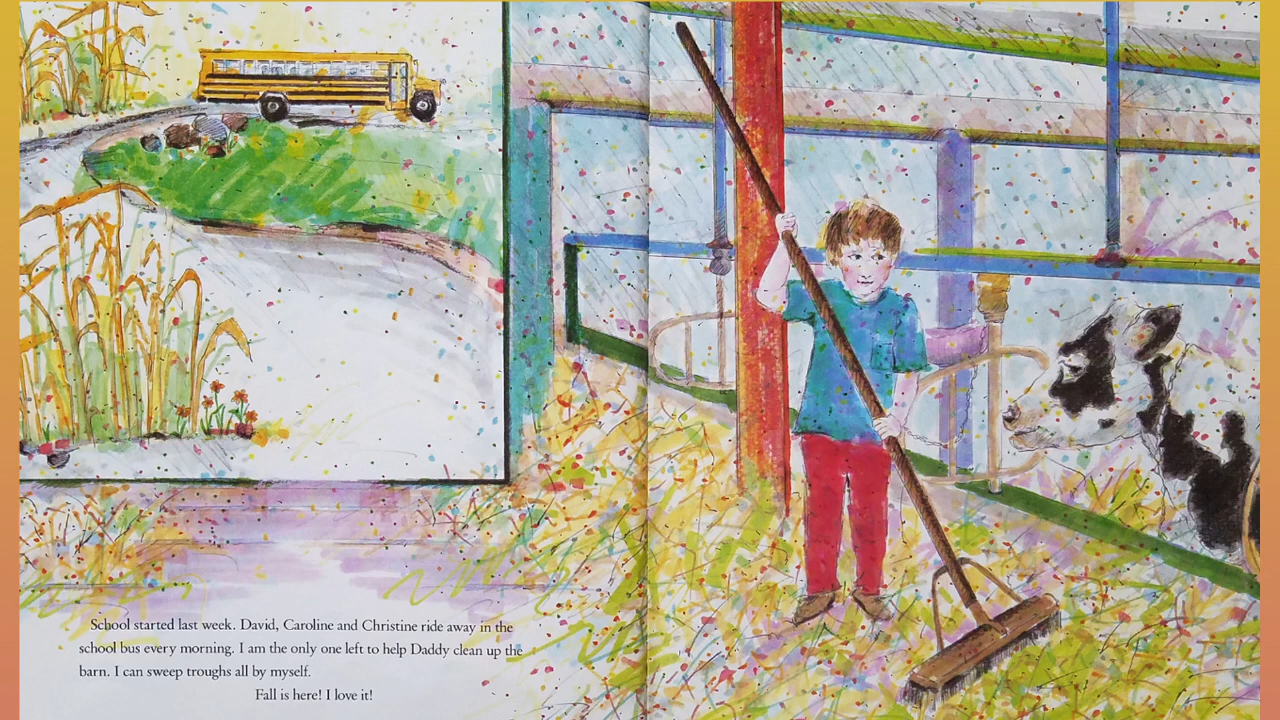 School started last week. David, Caroline and Christine ride away in the
school bus every morning. I am the only one left to help Daddy clean up the
barn. I can sweep troughs all by myself.
Fall is here! I love it!